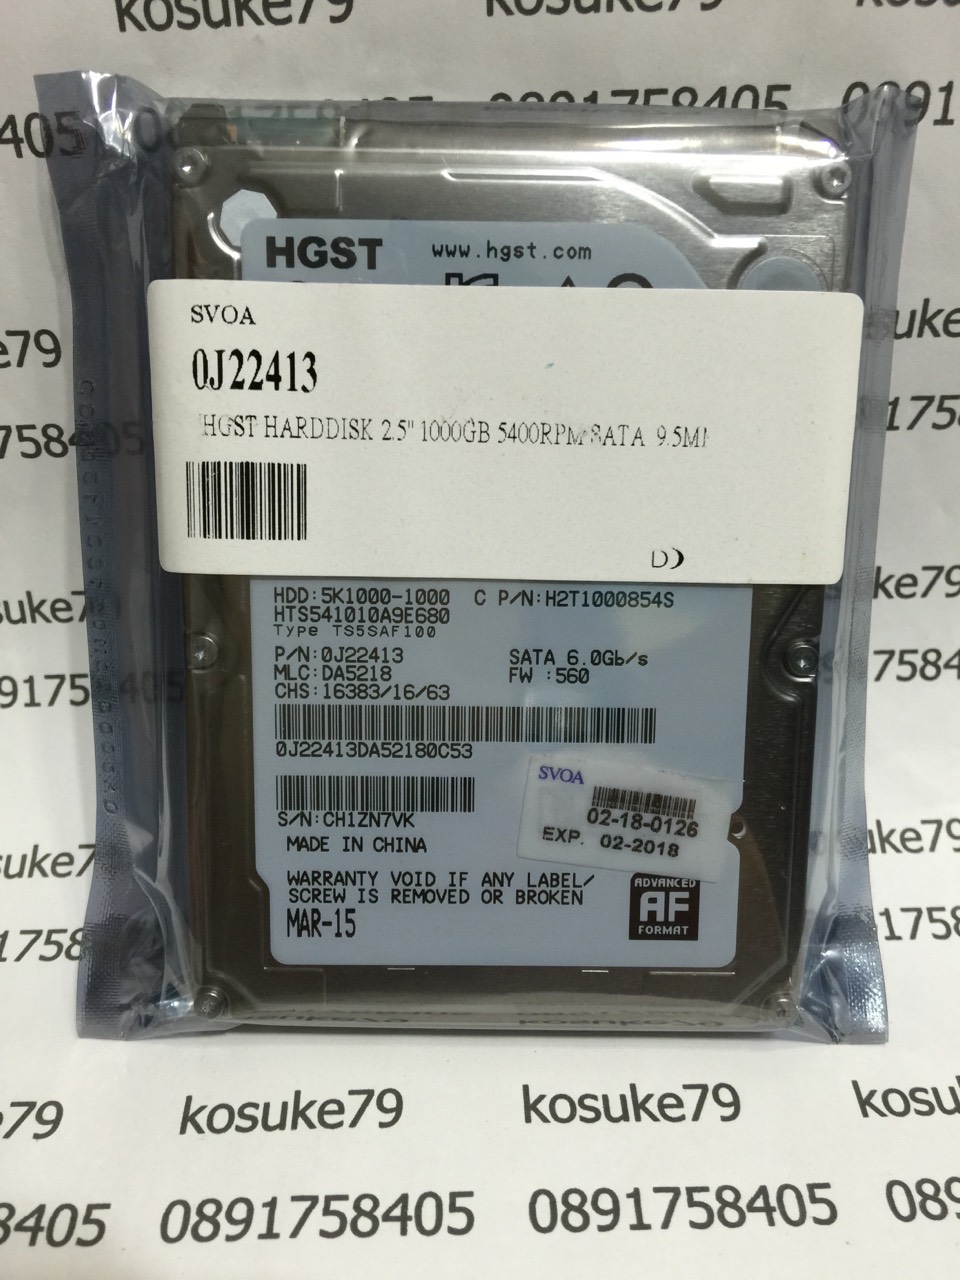 kosuke79
0891758405
HGST www.hgst.com
SVOA
0J22413
HGST HARDDISK 2.5" 1000GB 5400RPM SATA 9.5M
HDD:5K1000-1000 C P/N:H2T1000854S
HTS541010A9E680
Type TS5SAF100
P/N:0J22413 SATA 6.0Gb/s
MLC:DA5218 FW :560
CHS:16383/16/63
0J22413DA52180C53
SVOA
02-18-0126
EXP. 02-2018
S/N:CH1ZN7VK
MADE IN CHINA
WARRANTY VOID IF ANY LABEL/
SCREW IS REMOVED OR BROKEN
MAR-15
ADVANCED
AF
FORMAT
kosuke79 kosuke79
0891758405 0891758405